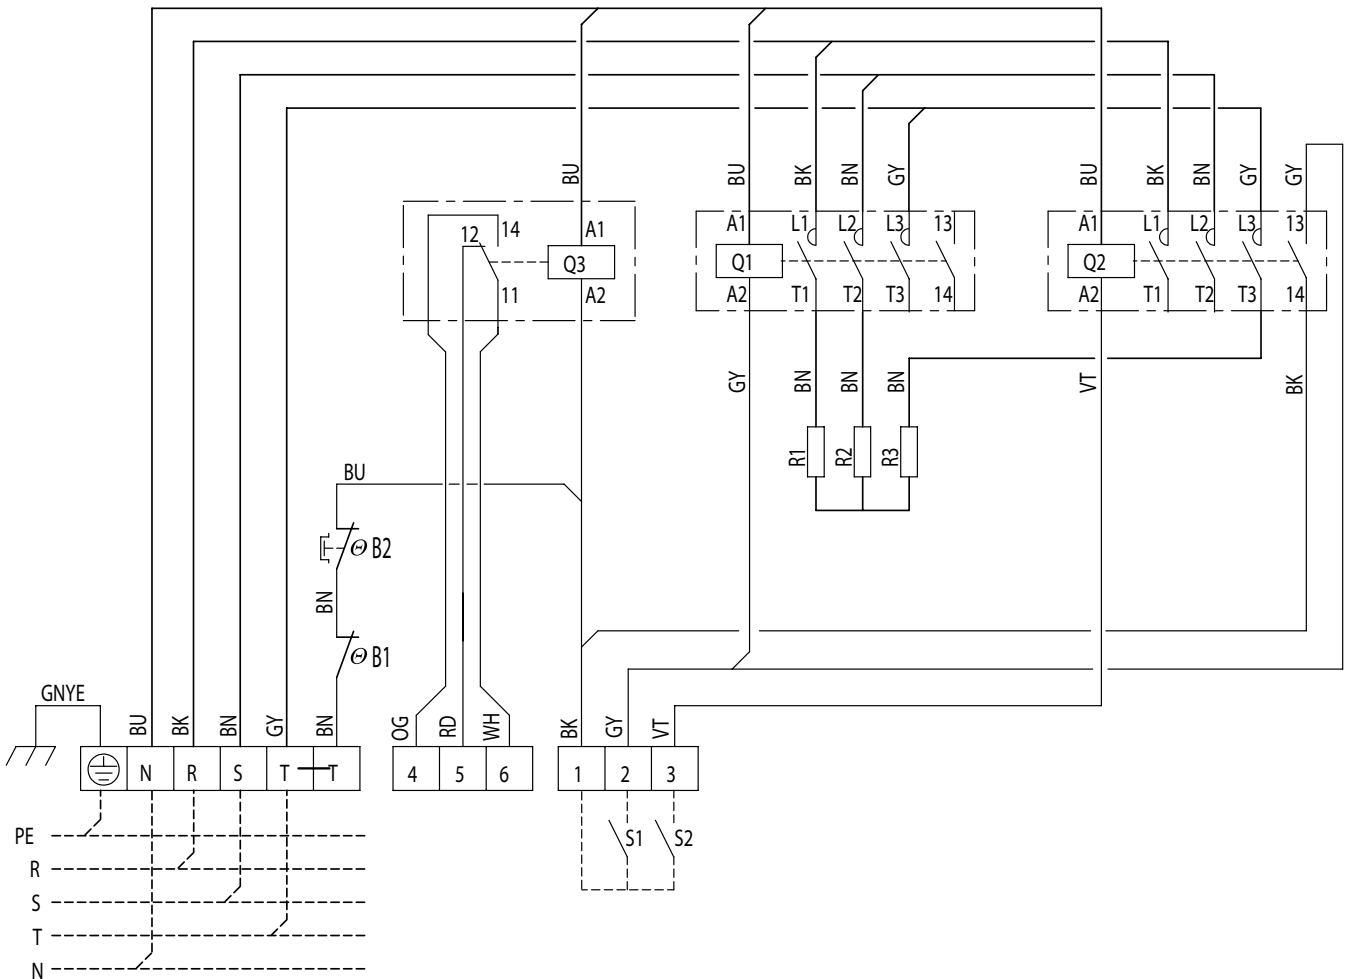 BU BU BK BN GY BU BK BN GY GY
12 14 A1 A1 L1 L2 L3 13 A1 L1 L2 L3 13
Q3 Q1 Q2
11 A2 A2 T1 T2 T3 14 A2 T1 T2 T3 14
GY BN BN BN VT BK
BU R1 R2 R3
Θ B2
BN
Θ B1
GNYE
BU BK BN GY BN OG RD WH BK GY VT
N R S T T 4 5 6 1 2 3
PE S1 S2
R
S
T
N